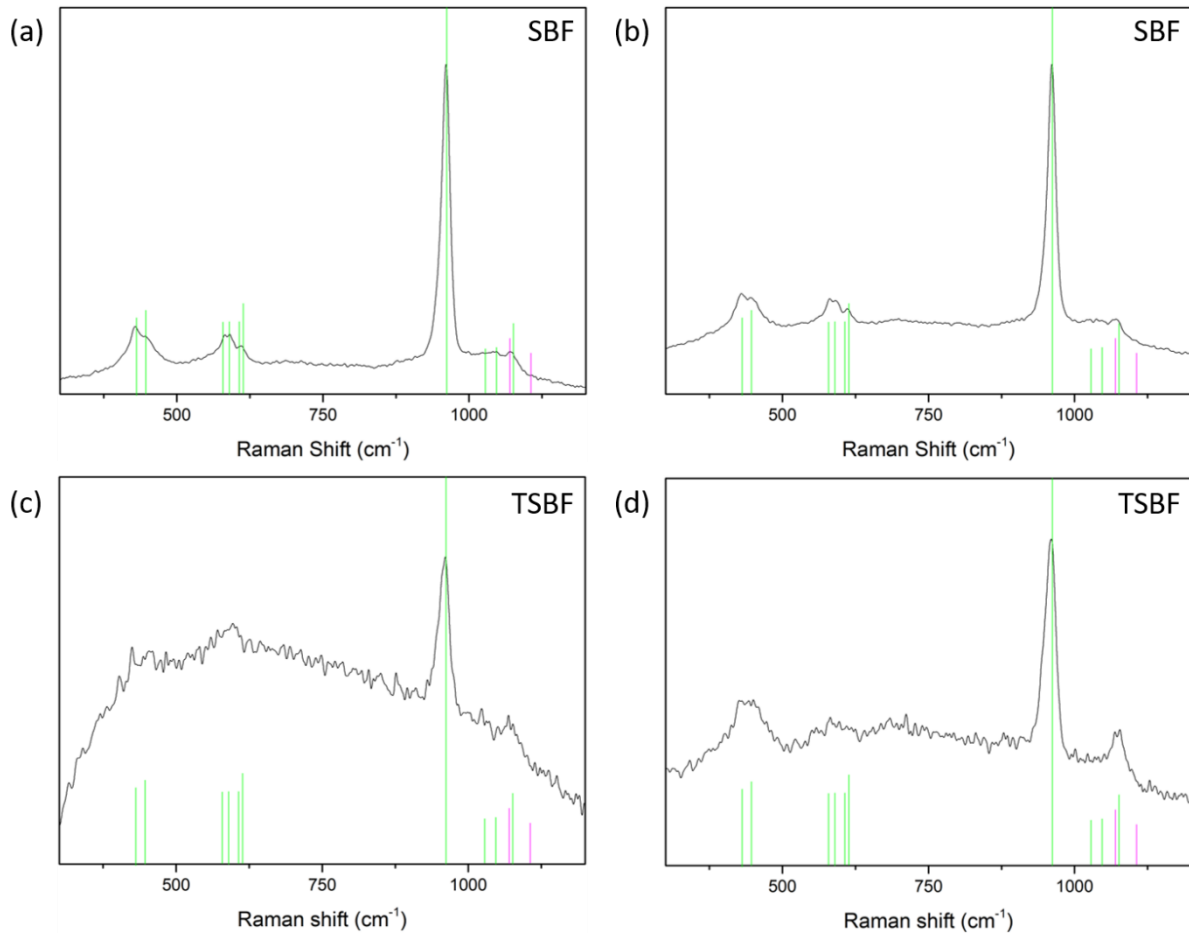 (a) SBF
500 750 1000
Raman Shift (cm-1)
(b) SBF
500 750 1000
Raman Shift (cm-1)
(c) TSBF
500 750 1000
Raman shift (cm-1)
(d) TSBF
500 750 1000
Raman shift (cm-1)